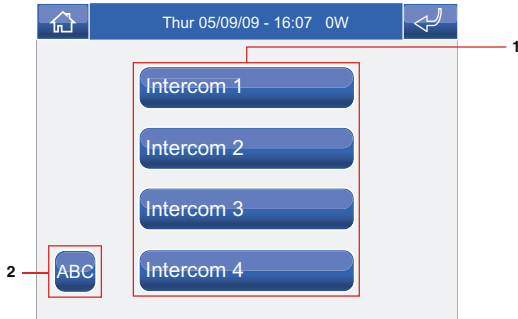 Thur 05/09/09 - 16:07 0W
1
Intercom 1
Intercom 2
Intercom 3
2
ABC
Intercom 4